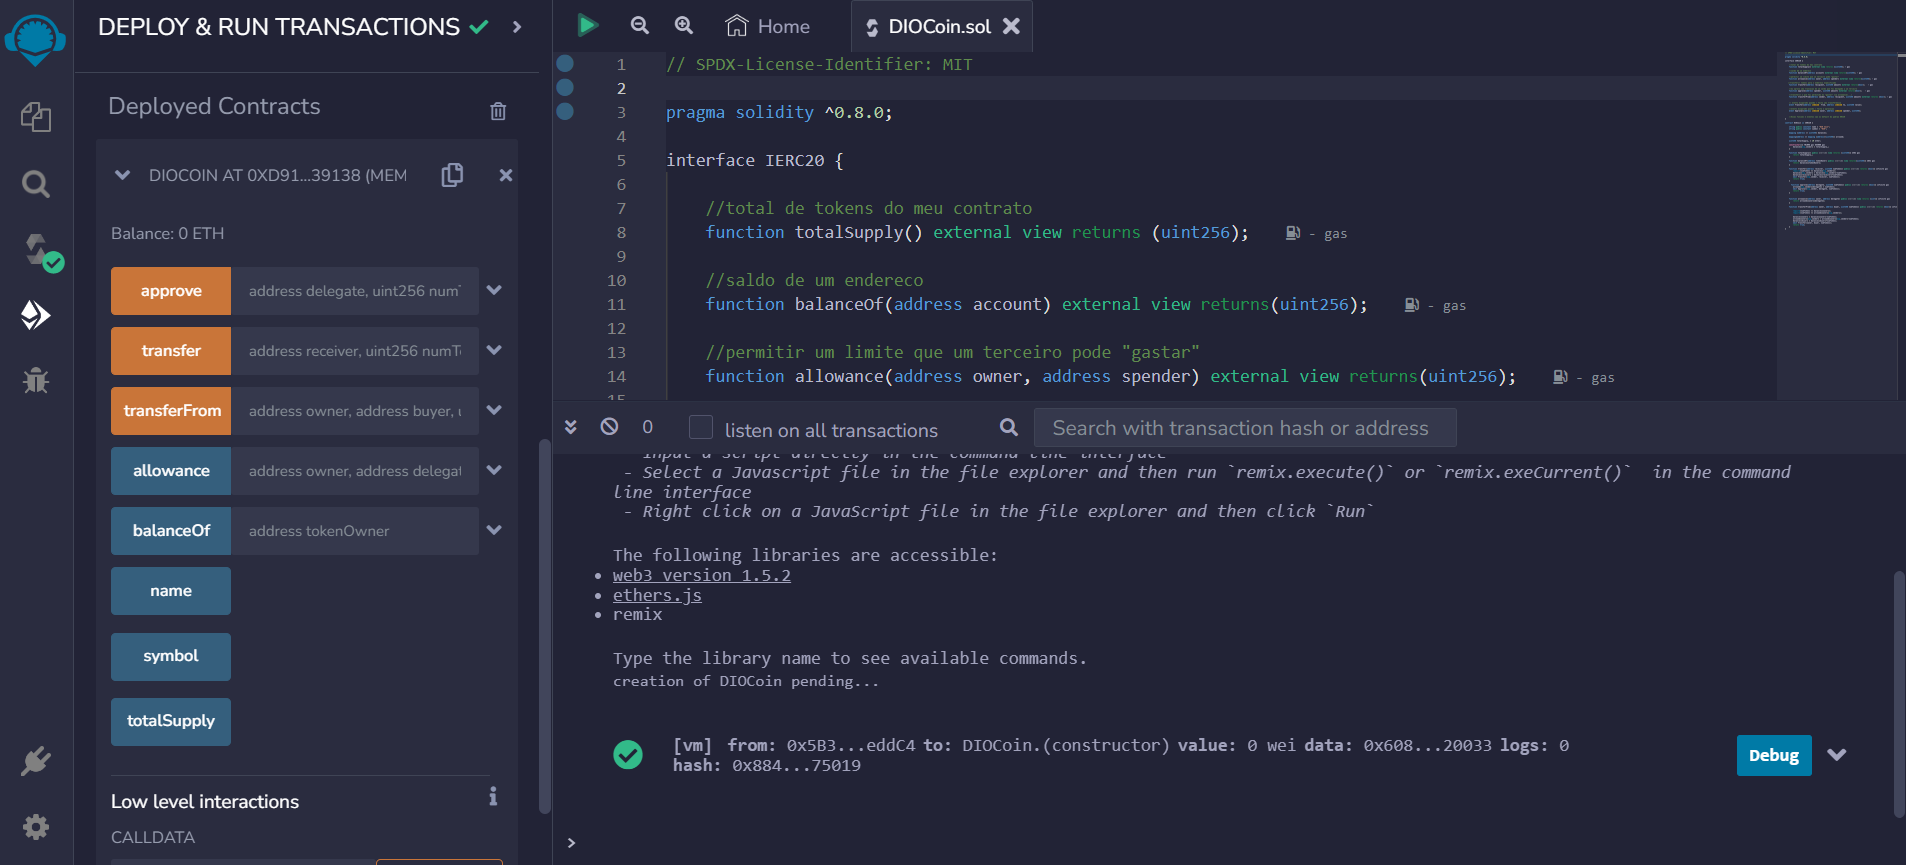 DEPLOY & RUN TRANSACTIONS
Deployed Contracts
DIOCOIN AT 0XD91...39138 (MEM
Balance: 0 ETH
approve address delegate, uint256 numT
transfer address receiver, uint256 numT
transferFrom address owner, address buyer, u
allowance address owner, address delegat
balanceOf address tokenOwner
name
symbol
totalSupply
Low level interactions
CALLDATA
Home DIOCoin.sol
1 // SPDX-License-Identifier: MIT
2
3 pragma solidity ^0.8.0;
4
5 interface IERC20 {
6
7 //total de tokens do meu contrato
8 function totalSupply() external view returns (uint256); - gas
9
10 //saldo de um endereco
11 function balanceOf(address account) external view returns(uint256); - gas
12
13 //permitir um limite que um terceiro pode "gastar"
14 function allowance(address owner, address spender) external view returns(uint256); - gas
15
0 listen on all transactions Search with transaction hash or address
- Input a script directly in the command line interface
- Select a Javascript file in the file explorer and then run `remix.execute()` or `remix.exeCurrent()` in the command
line interface
- Right click on a JavaScript file in the file explorer and then click `Run`
The following libraries are accessible:
• web3 version 1.5.2
• ethers.js
• remix
Type the library name to see available commands.
creation of DIOCoin pending...
[vm] from: 0x5B3...eddC4 to: DIOCoin.(constructor) value: 0 wei data: 0x608...20033 logs: 0
hash: 0x884...75019
Debug
>